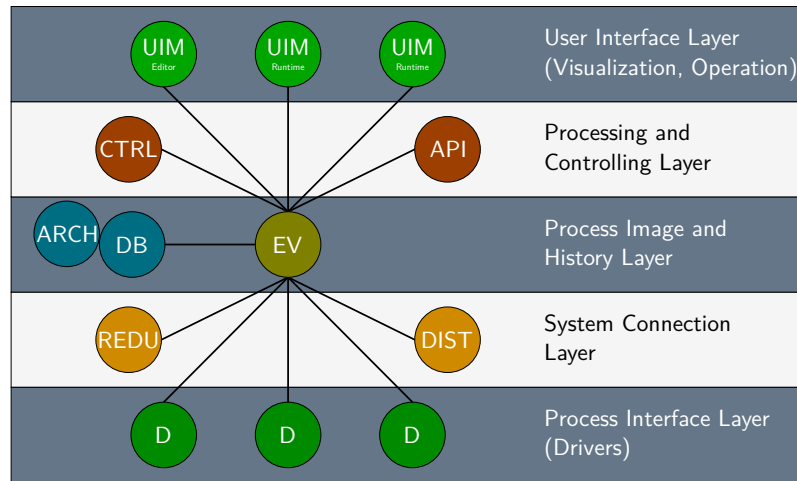 UIM
Editor
UIM
Runtime
UIM
Runtime
User Interface Layer
(Visualization, Operation)
CTRL
API
Processing and
Controlling Layer
ARCH
DB
EV
Process Image and
History Layer
REDU
DIST
System Connection
Layer
D
D
D
Process Interface Layer
(Drivers)